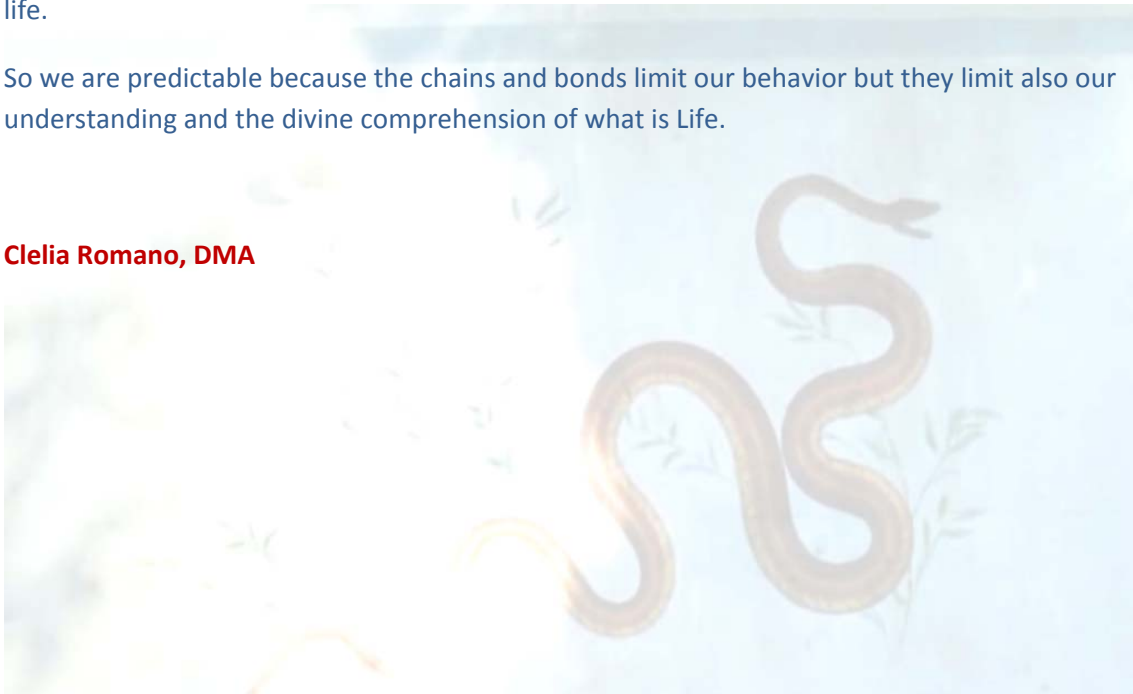 life.
So we are predictable because the chains and bonds limit our behavior but they limit also our
understanding and the divine comprehension of what is Life.
Clelia Romano, DMA